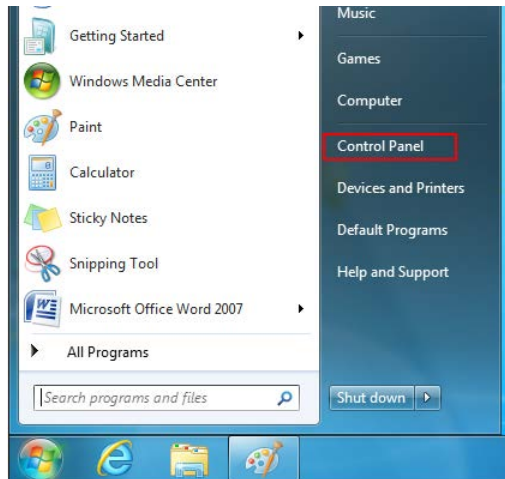 Getting Started
Windows Media Center
Paint
Calculator
Sticky Notes
Snipping Tool
Microsoft Office Word 2007
All Programs
Search programs and files
Music
Games
Computer
Control Panel
Devices and Printers
Default Programs
Help and Support
Shut down